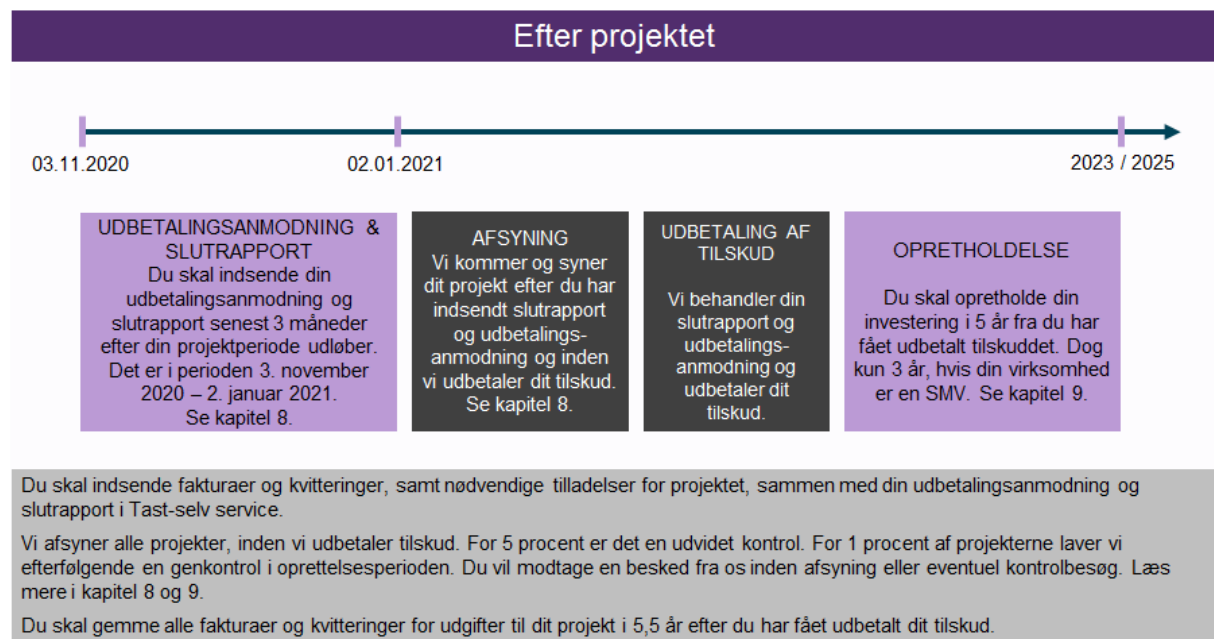 Efter projektet
03.11.2020
02.01.2021
2023 / 2025
UDBETALINGSANMODNING &
SLUTRAPPORT
Du skal indsende din
udbetalingsanmodning og
slutrapport senest 3 måneder
efter din projektperiode udløber.
Det er i perioden 3. november
2020 – 2. januar 2021.
Se kapitel 8.
AFSYNING
Vi kommer og syner
dit projekt efter du har
indsendt slutrapport
og udbetalings-
anmodning og inden
vi udbetaler dit tilskud.
Se kapitel 8.
UDBETALING AF
TILSKUD
Vi behandler din
slutrapport og
udbetalings-
anmodning og
udbetaler dit
tilskud.
OPRETHOLDELSE
Du skal opretholde din
investering i 5 år fra du har
fået udbetalt tilskuddet. Dog
kun 3 år, hvis din virksomhed
er en SMV. Se kapitel 9.
Du skal indsende fakturaer og kvitteringer, samt nødvendige tilladelser for projektet, sammen med din udbetalingsanmodning og
slutrapport i Tast-selv service.
Vi afsyner alle projekter, inden vi udbetaler tilskud. For 5 procent er det en udvidet kontrol. For 1 procent af projekterne laver vi
efterfølgende en genkontrol i oprettelsesperioden. Du vil modtage en besked fra os inden afsyning eller eventuel kontrolbesøg. Læs
mere i kapitel 8 og 9.
Du skal gemme alle fakturaer og kvitteringer for udgifter til dit projekt i 5,5 år efter du har fået udbetalt dit tilskud.